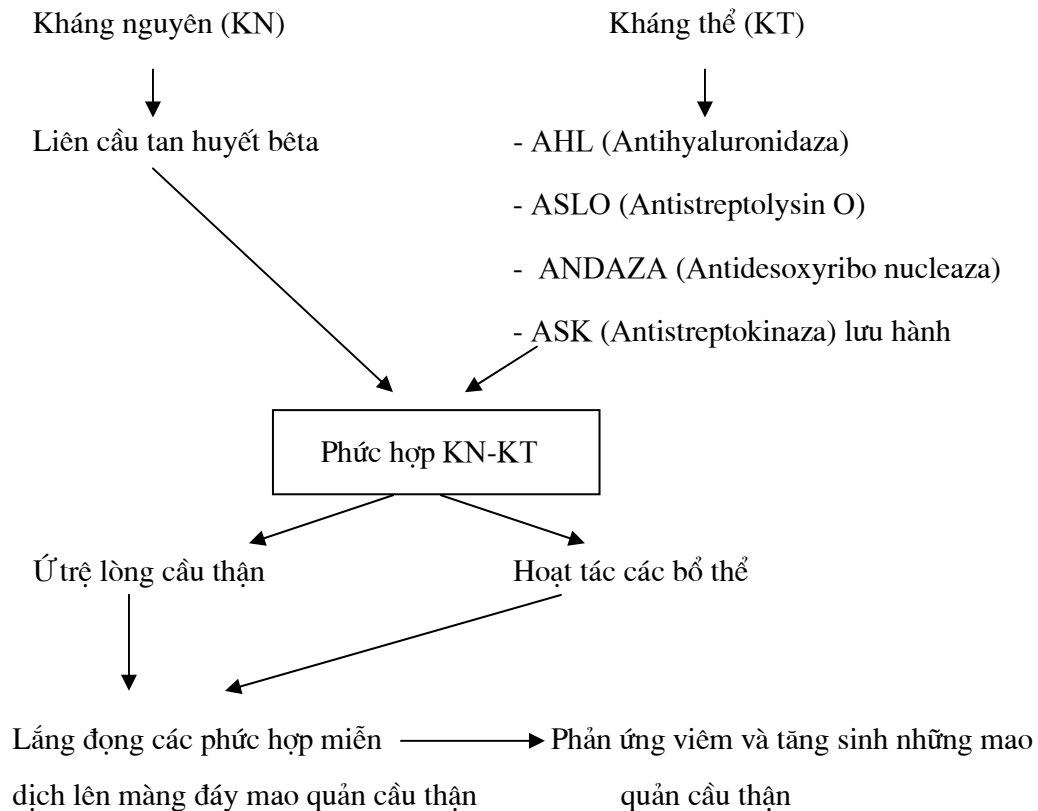 Kháng nguyên (KN)
Kháng thể (KT)
Liên cầu tan huyết bêta
- AHL (Antihyaluronidaza)
- ASLO (Antistreptolysin O)
- ANDAZA (Antidesoxyribo nucleaza)
- ASK (Antistreptokinaza) lưu hành
Phức hợp KN-KT
Ứ trệ lòng cầu thận
Hoạt tác các bổ thể
Lắng đọng các phức hợp miễn
dịch lên màng đáy mao quản cầu thận
Phản ứng viêm và tăng sinh những mao
quản cầu thận